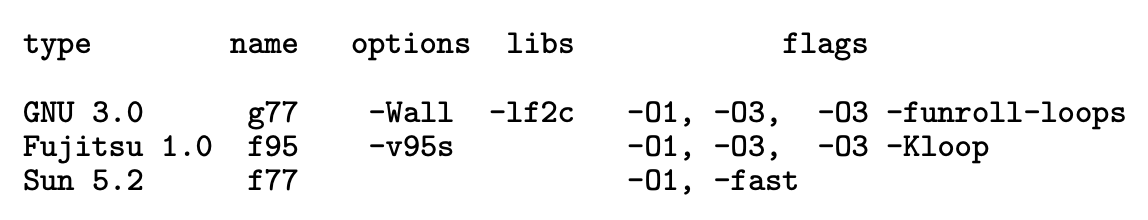 type name options libs flags
GNU 3.0 g77 -Wall -lf2c -O1, -O3, -O3 -funroll-loops
Fujitsu 1.0 f95 -v95s -O1, -O3, -O3 -Kloop
Sun 5.2 f77 -O1, -fast